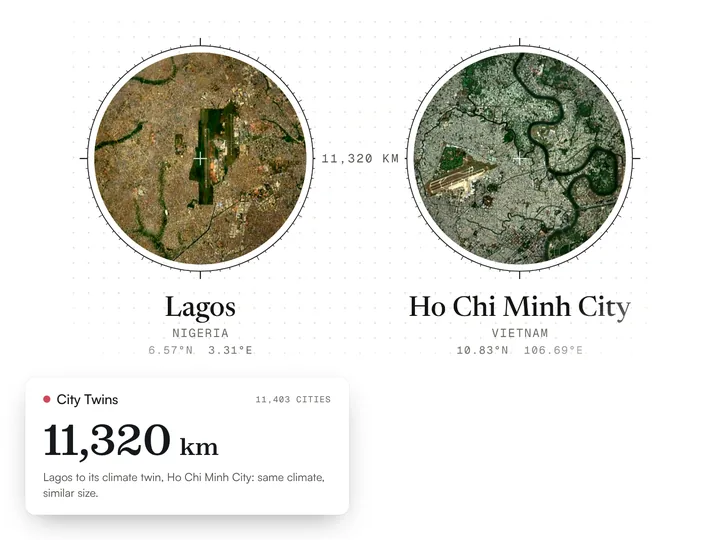 11,320 KM
Lagos
NIGERIA
6.57°N 3.31°E
Ho Chi Minh City
VIETNAM
10.83°N 106.69°E
City Twins
11,403 CITIES
11,320 km
Lagos to its climate twin, Ho Chi Minh City: same climate,
similar size.